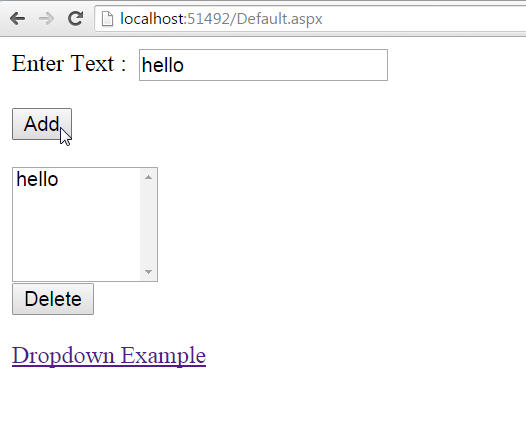 localhost:51492/Default.aspx
Enter Text : hello
Add
hello
Delete
Dropdown Example